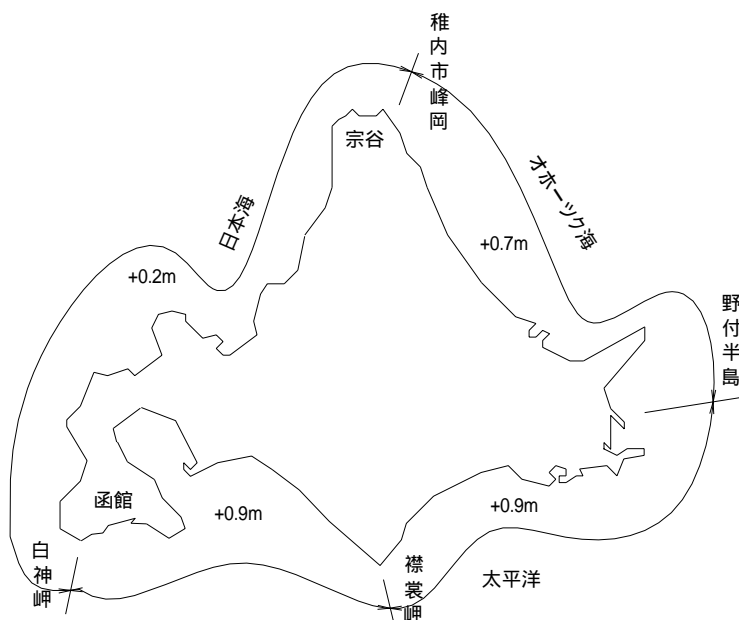 稚内市峰岡
宗谷
オホーツク海
日本海
+0.7m
+0.2m
野付半島
函館
+0.9m
+0.9m
白神岬
襟裳岬
太平洋